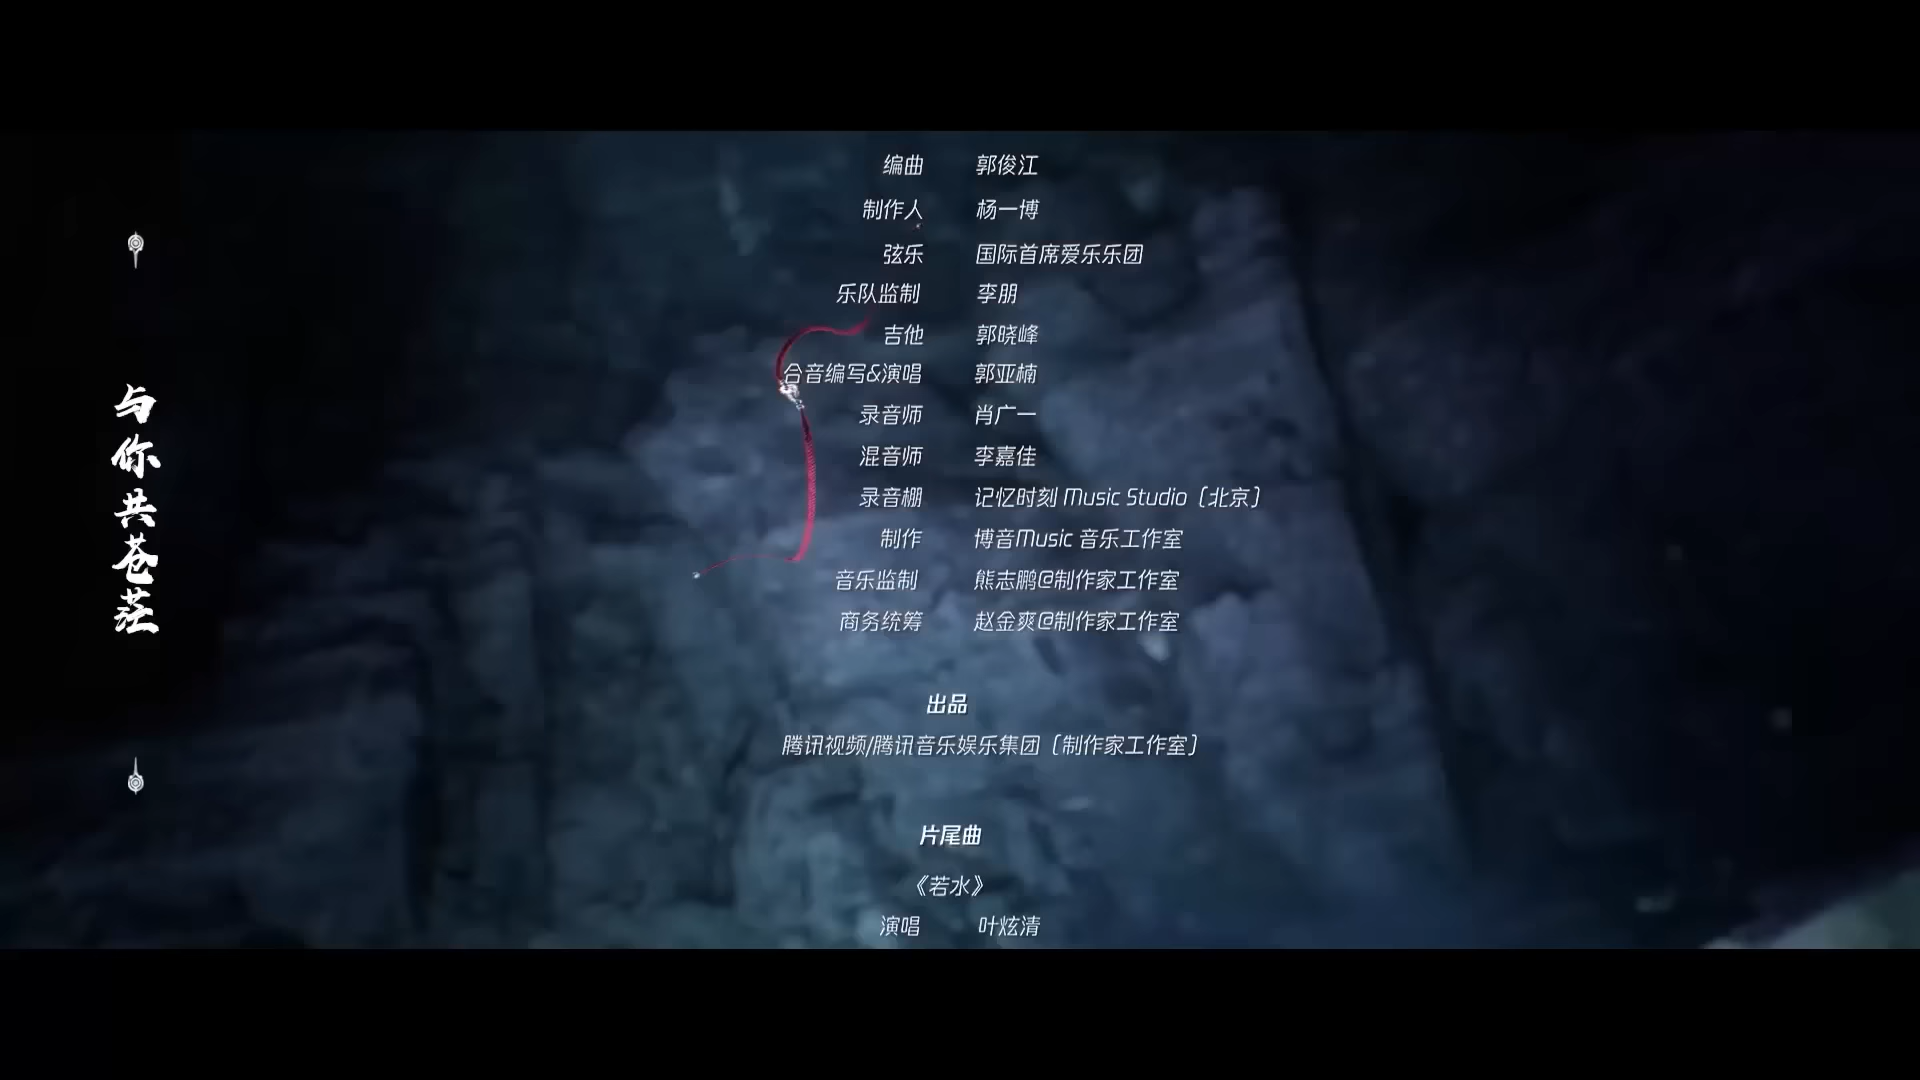 与你共苍茫
编曲 郭俊江
制作人 杨一博
弦乐 国际首席爱乐乐团
乐队监制 李朋
吉他 郭晓峰
合音编写&演唱 郭亚楠
录音师 肖广一
混音师 李嘉佳
录音棚 记忆时刻 Music Studio（北京）
制作 博音Music 音乐工作室
音乐监制 熊志鹏@制作家工作室
商务统筹 赵金爽@制作家工作室
出品
腾讯视频/腾讯音乐娱乐集团（制作家工作室）
片尾曲
《若水》
演唱 叶炫清